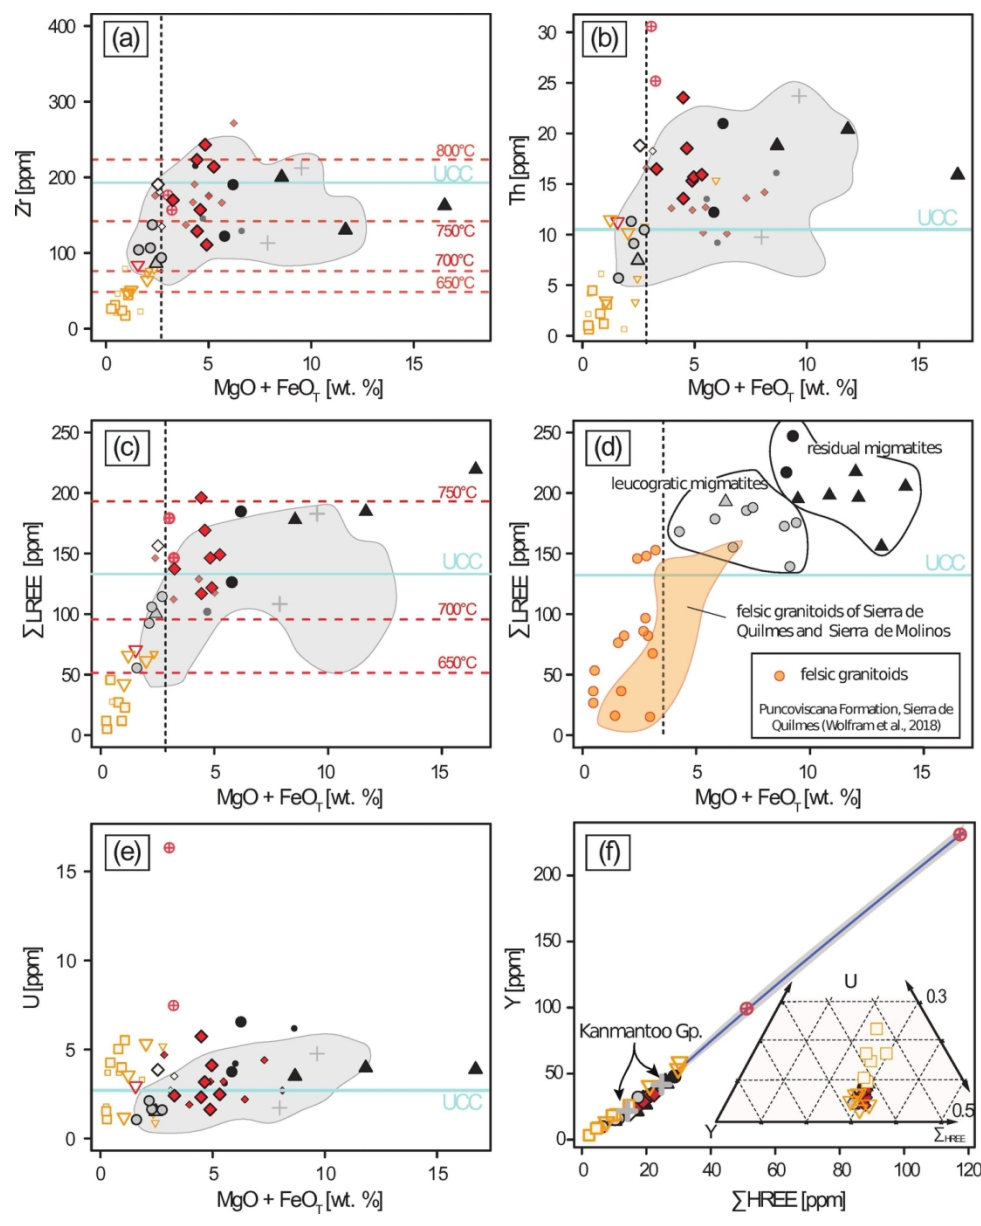 (a)
Zr [ppm]
400
300
200
100
0
800°C
UCC
750°C
700°C
650°C
0 5 10 15
MgO + FeOT [wt. %]
(b)
Th [ppm]
30
25
20
15
10
5
0
UCC
0 5 10 15
MgO + FeOT [wt. %]
(c)
∑LREE [ppm]
250
200
150
100
50
0
750°C
UCC
700°C
650°C
0 5 10 15
MgO + FeOT [wt. %]
(d)
∑LREE [ppm]
250
200
150
100
50
0
residual migmatites
leucogratic migmatites
UCC
felsic granitoids of Sierra de
Quilmes and Sierra de Molinos
felsic granitoids
Puncoviscana Formation, Sierra de
Quilmes (Wolfram et al., 2018)
0 5 10 15
MgO + FeOT [wt. %]
(e)
U [ppm]
15
10
5
0
UCC
0 5 10 15
MgO + FeOT [wt. %]
(f)
Y [ppm]
200
150
100
50
0
Kanmantoo Gp.
U
0.3
0.5
Y
∑HREE
0 20 40 60 80 100 120
∑HREE [ppm]